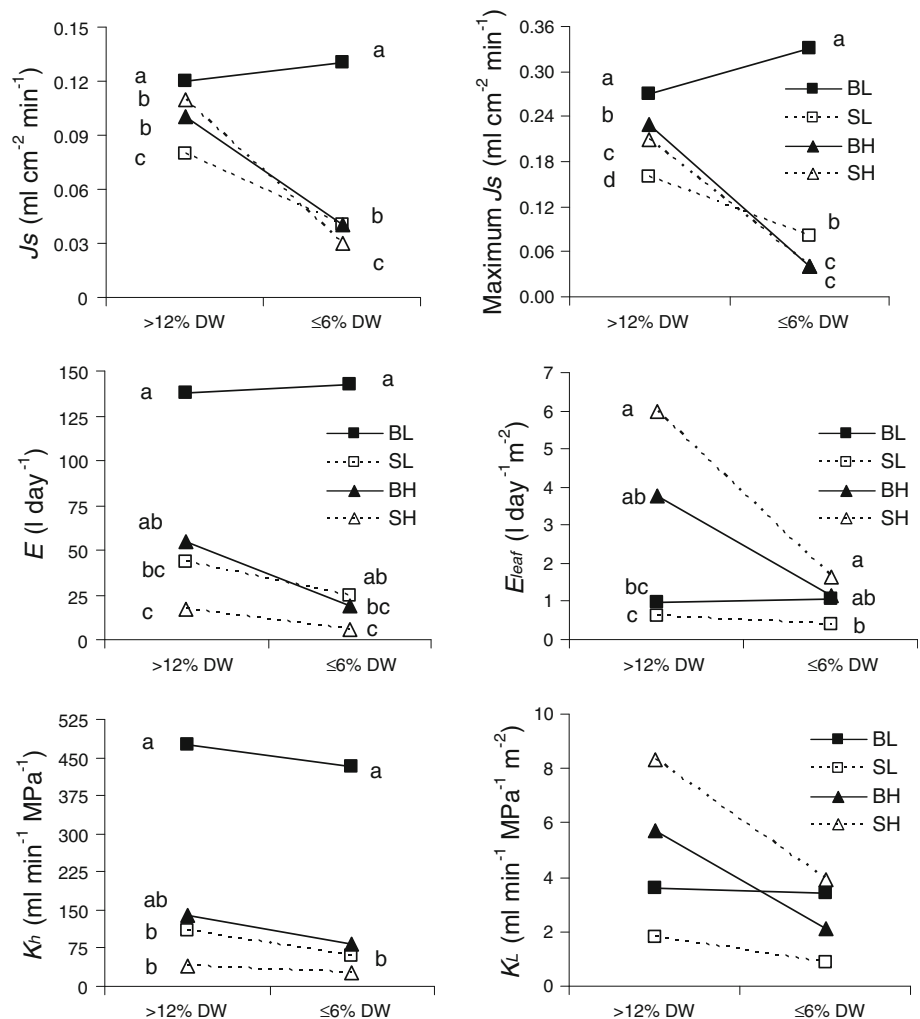 Js (ml cm-2 min-1)
0.15
0.12
0.09
0.06
0.03
0
a
b
b
c
a
b
c
>12% DW
≤6% DW
Maximum Js (ml cm-2 min-1)
0.36
0.30
0.24
0.18
0.12
0.06
0.00
a
b
c
d
a
b
c
c
BL
SL
BH
SH
>12% DW
≤6% DW
E (l day-1)
150
125
100
75
50
25
0
a
ab
bc
c
a
ab
bc
c
BL
SL
BH
SH
>12% DW
≤6% DW
Eleaf (l day-1m-2)
7
6
5
4
3
2
1
0
a
ab
bc
c
a
ab
b
BL
SL
BH
SH
>12% DW
≤6% DW
Kh (ml min-1 MPa-1)
525
450
375
300
225
150
75
0
a
ab
b
b
a
b
>12% DW
≤6% DW
KL (ml min-1 MPa-1 m-2)
10
8
6
4
2
0
BL
SL
BH
SH
>12% DW
≤6% DW